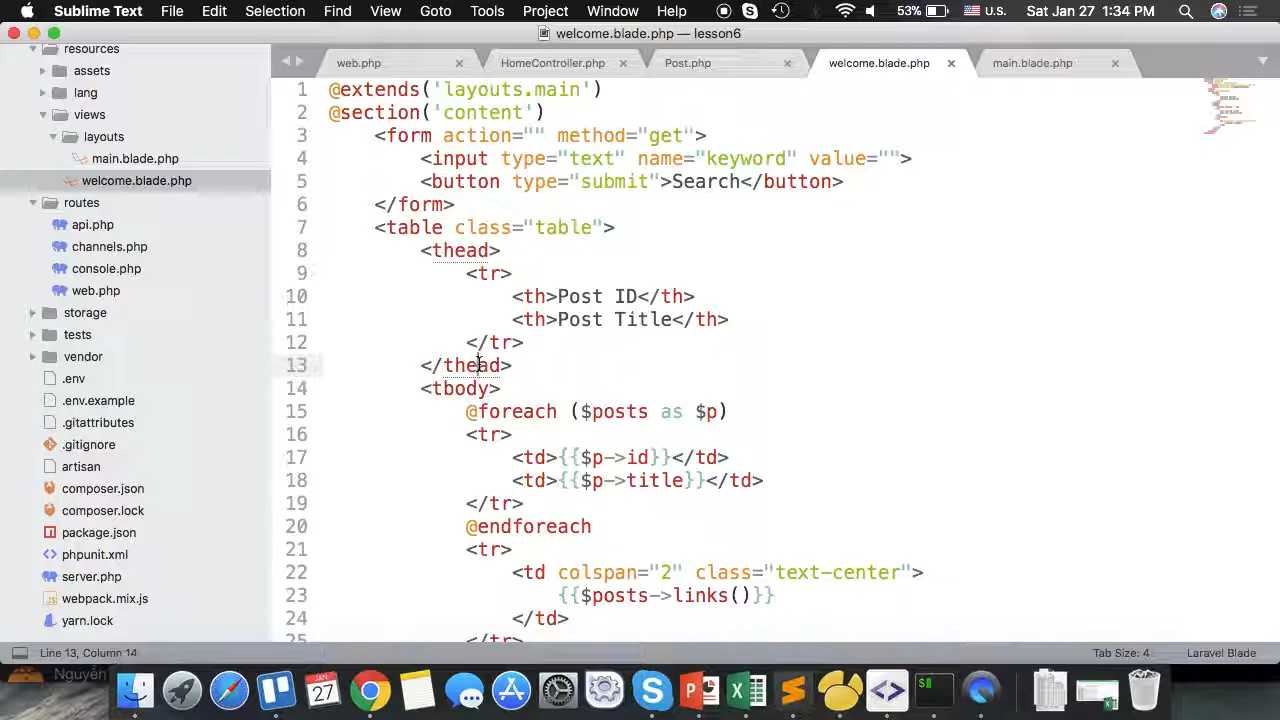 Sublime Text File Edit Selection Find View Goto Tools Project Window Help 53% U.S. Sat Jan 27 1:34 PM
welcome.blade.php — lesson6
web.php HomeController.php Post.php welcome.blade.php main.blade.php
resources
assets
lang
views
layouts
main.blade.php
welcome.blade.php
routes
api.php
channels.php
console.php
web.php
storage
tests
vendor
.env
.env.example
.gitattributes
.gitignore
artisan
composer.json
composer.lock
package.json
phpunit.xml
server.php
webpack.mix.js
yarn.lock
1 @extends('layouts.main')
2 @section('content')
3 <form action="" method="get">
4 <input type="text" name="keyword" value="">
5 <button type="submit">Search</button>
6 </form>
7 <table class="table">
8 <thead>
9 <tr>
10 <th>Post ID</th>
11 <th>Post Title</th>
12 </tr>
13 </thead>
14 <tbody>
15 @foreach ($posts as $p)
16 <tr>
17 <td>{{$p->id}}</td>
18 <td>{{$p->title}}</td>
19 </tr>
20 @endforeach
21 <tr>
22 <td colspan="2" class="text-center">
23 {{$posts->links()}}
24 </td>
25 </tr>
Line 13, Column 14 Tab Size: 4 Laravel Blade
Nguyễn
JAN
27